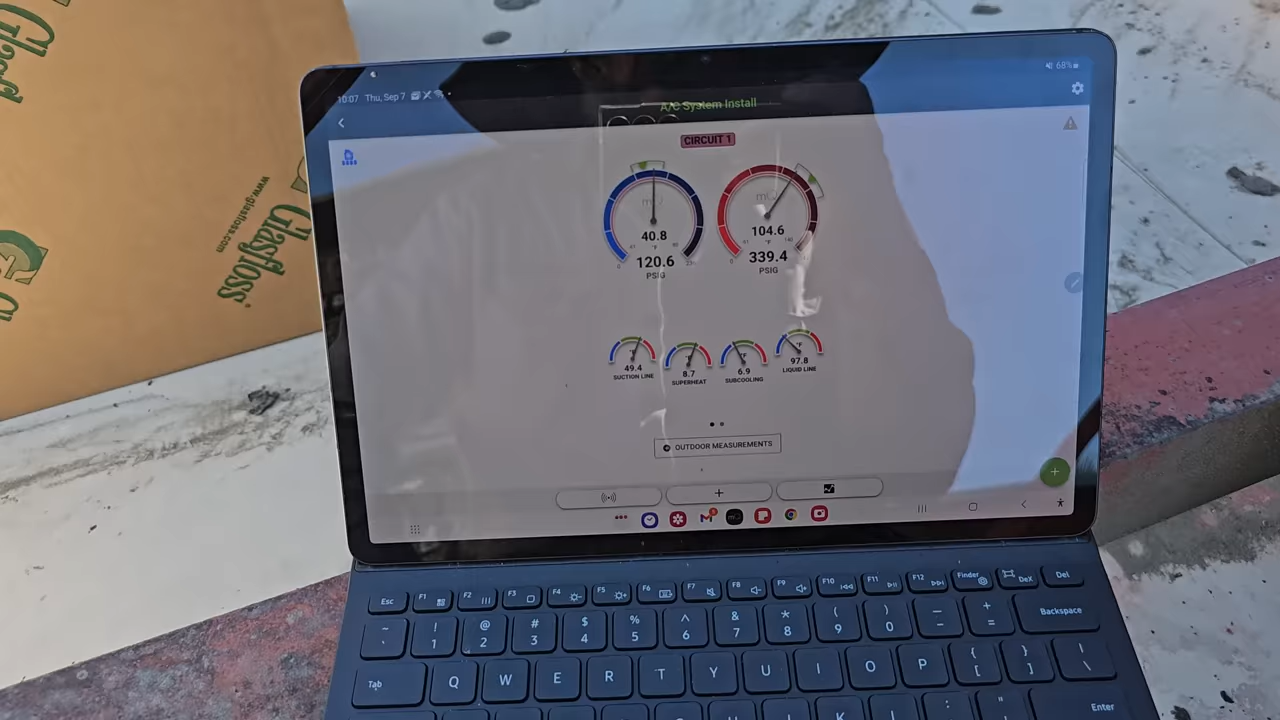 Glasfloss
www.glasfloss.com
10:07 Thu, Sep 7
68%
A/C System Install
CIRCUIT 1
40.8
°F
120.6
PSIG
104.6
°F
339.4
PSIG
49.4
SUCTION LINE
8.7
SUPERHEAT
6.9
SUBCOOLING
97.8
LIQUID LINE
OUTDOOR MEASUREMENTS
Esc F1 F2 F3 F4 F5 F6 F7 F8 F9 F10 F11 F12 Finder DeX Del
~ ! @ # $ % ^ & * ( ) _ + Backspace
` 1 2 3 4 5 6 7 8 9 0 - =
Tab Q W E R T Y U I O P { [ } ] | \
Enter